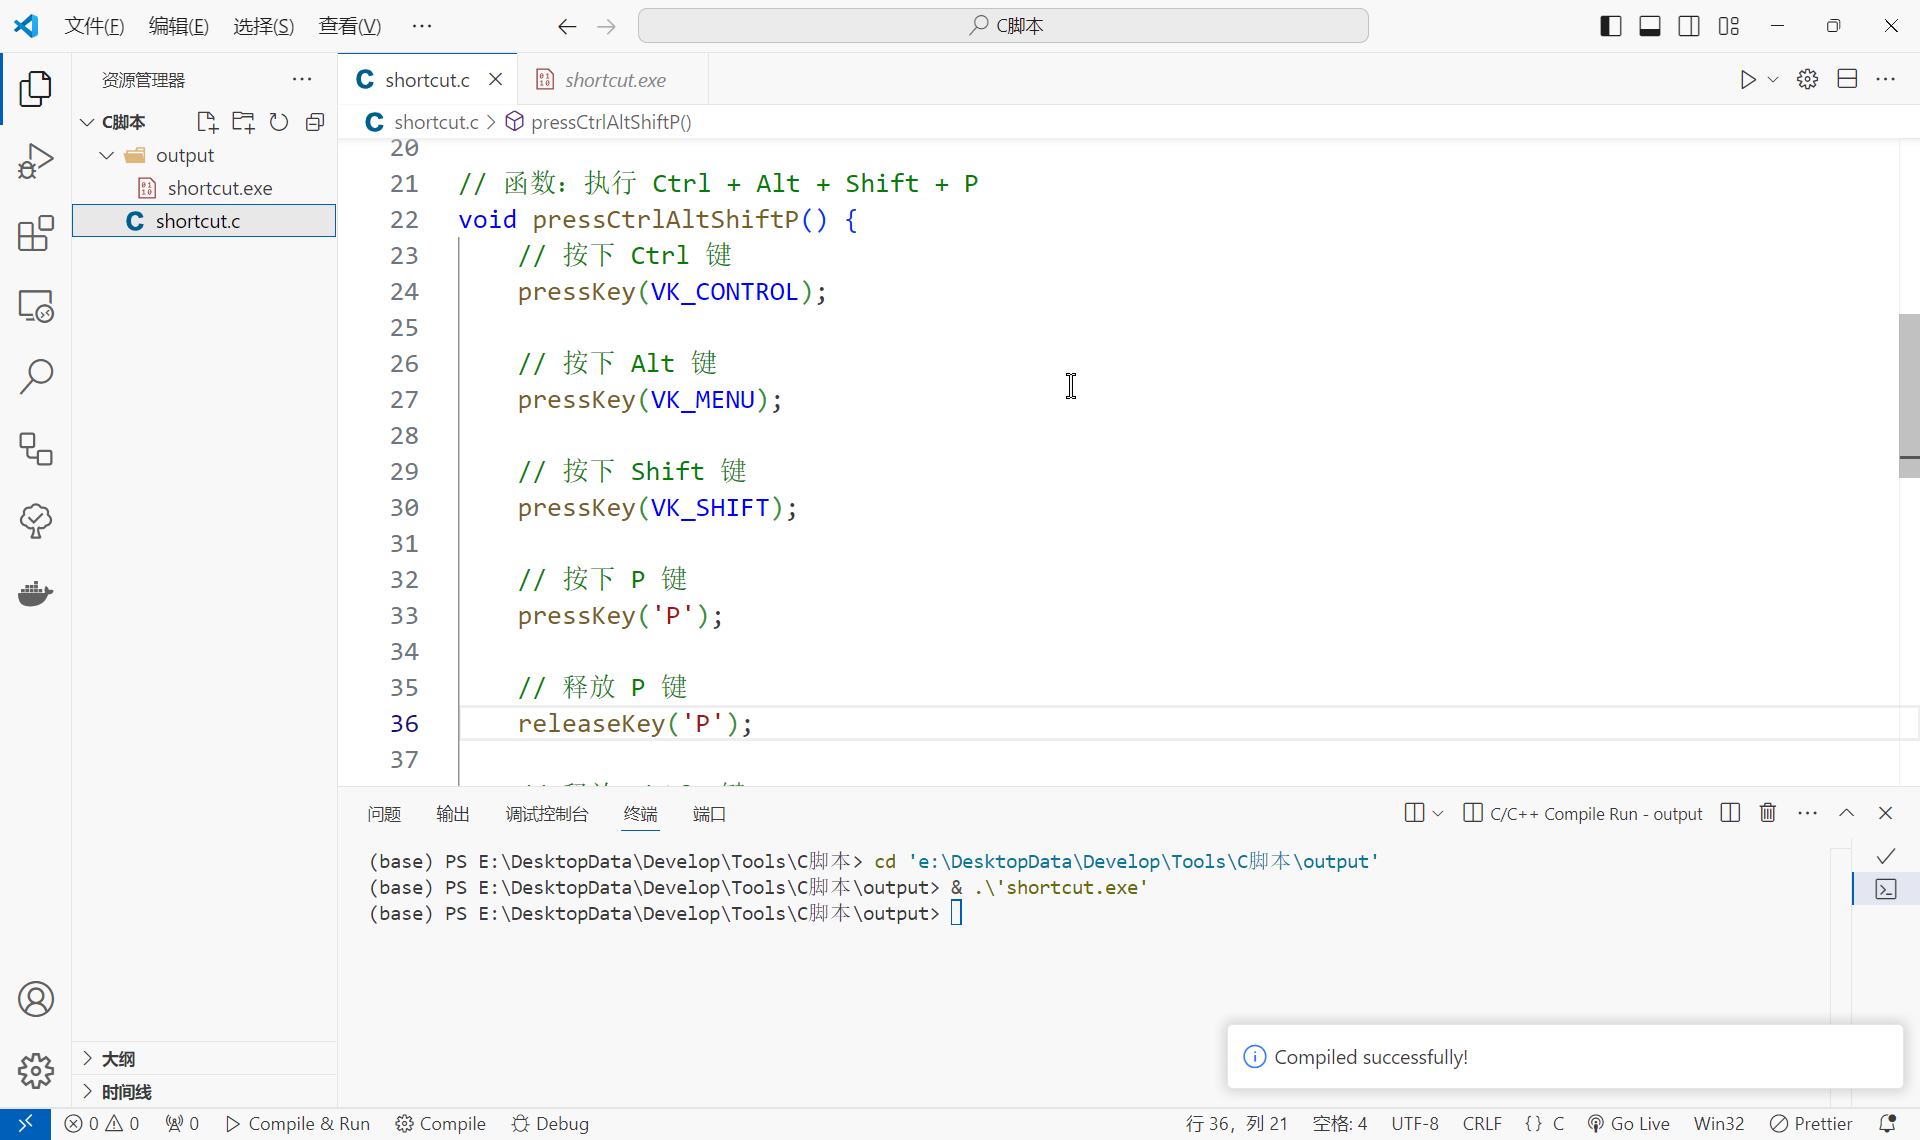 文件(F) 编辑(E) 选择(S) 查看(V) ··· C脚本
资源管理器 ···
C脚本
output
shortcut.exe
shortcut.c
大纲
时间线
shortcut.c shortcut.exe
shortcut.c > pressCtrlAltShiftP()
20
21 // 函数: 执行 Ctrl + Alt + Shift + P
22 void pressCtrlAltShiftP() {
23 // 按下 Ctrl 键
24 pressKey(VK_CONTROL);
25
26 // 按下 Alt 键
27 pressKey(VK_MENU);
28
29 // 按下 Shift 键
30 pressKey(VK_SHIFT);
31
32 // 按下 P 键
33 pressKey('P');
34
35 // 释放 P 键
36 releaseKey('P');
37
问题 输出 调试控制台 终端 端口 C/C++ Compile Run - output
(base) PS E:\DesktopData\Develop\Tools\C脚本> cd 'e:\DesktopData\Develop\Tools\C脚本\output'
(base) PS E:\DesktopData\Develop\Tools\C脚本\output> & .\'shortcut.exe'
(base) PS E:\DesktopData\Develop\Tools\C脚本\output>
Compiled successfully!
0 0 0 Compile & Run Compile Debug 行 36, 列 21 空格: 4 UTF-8 CRLF {} C Go Live Win32 Prettier